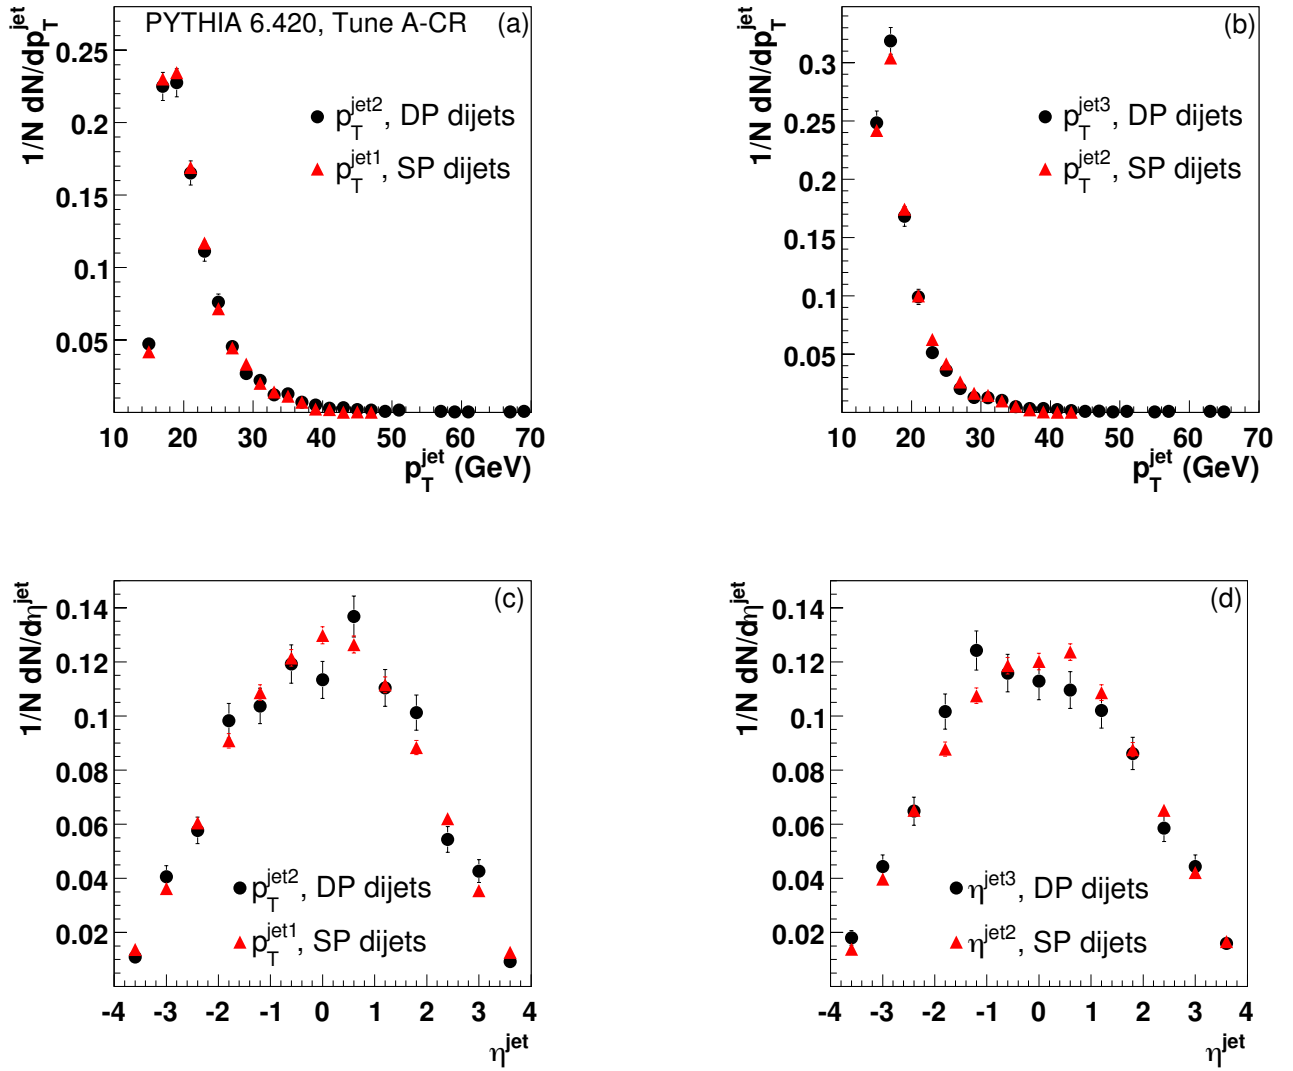 PYTHIA 6.420, Tune A-CR
(a)
1/N dN/dp_T^jet
0.25
0.2
0.15
0.1
0.05
p_T^jet2, DP dijets
p_T^jet1, SP dijets
10 20 30 40 50 60 70
p_T^jet (GeV)
(b)
1/N dN/dp_T^jet
0.3
0.25
0.2
0.15
0.1
0.05
p_T^jet3, DP dijets
p_T^jet2, SP dijets
10 20 30 40 50 60 70
p_T^jet (GeV)
(c)
1/N dN/dη^jet
0.14
0.12
0.1
0.08
0.06
0.04
0.02
p_T^jet2, DP dijets
p_T^jet1, SP dijets
-4 -3 -2 -1 0 1 2 3 4
η^jet
(d)
1/N dN/dη^jet
0.14
0.12
0.1
0.08
0.06
0.04
0.02
η^jet3, DP dijets
η^jet2, SP dijets
-4 -3 -2 -1 0 1 2 3 4
η^jet